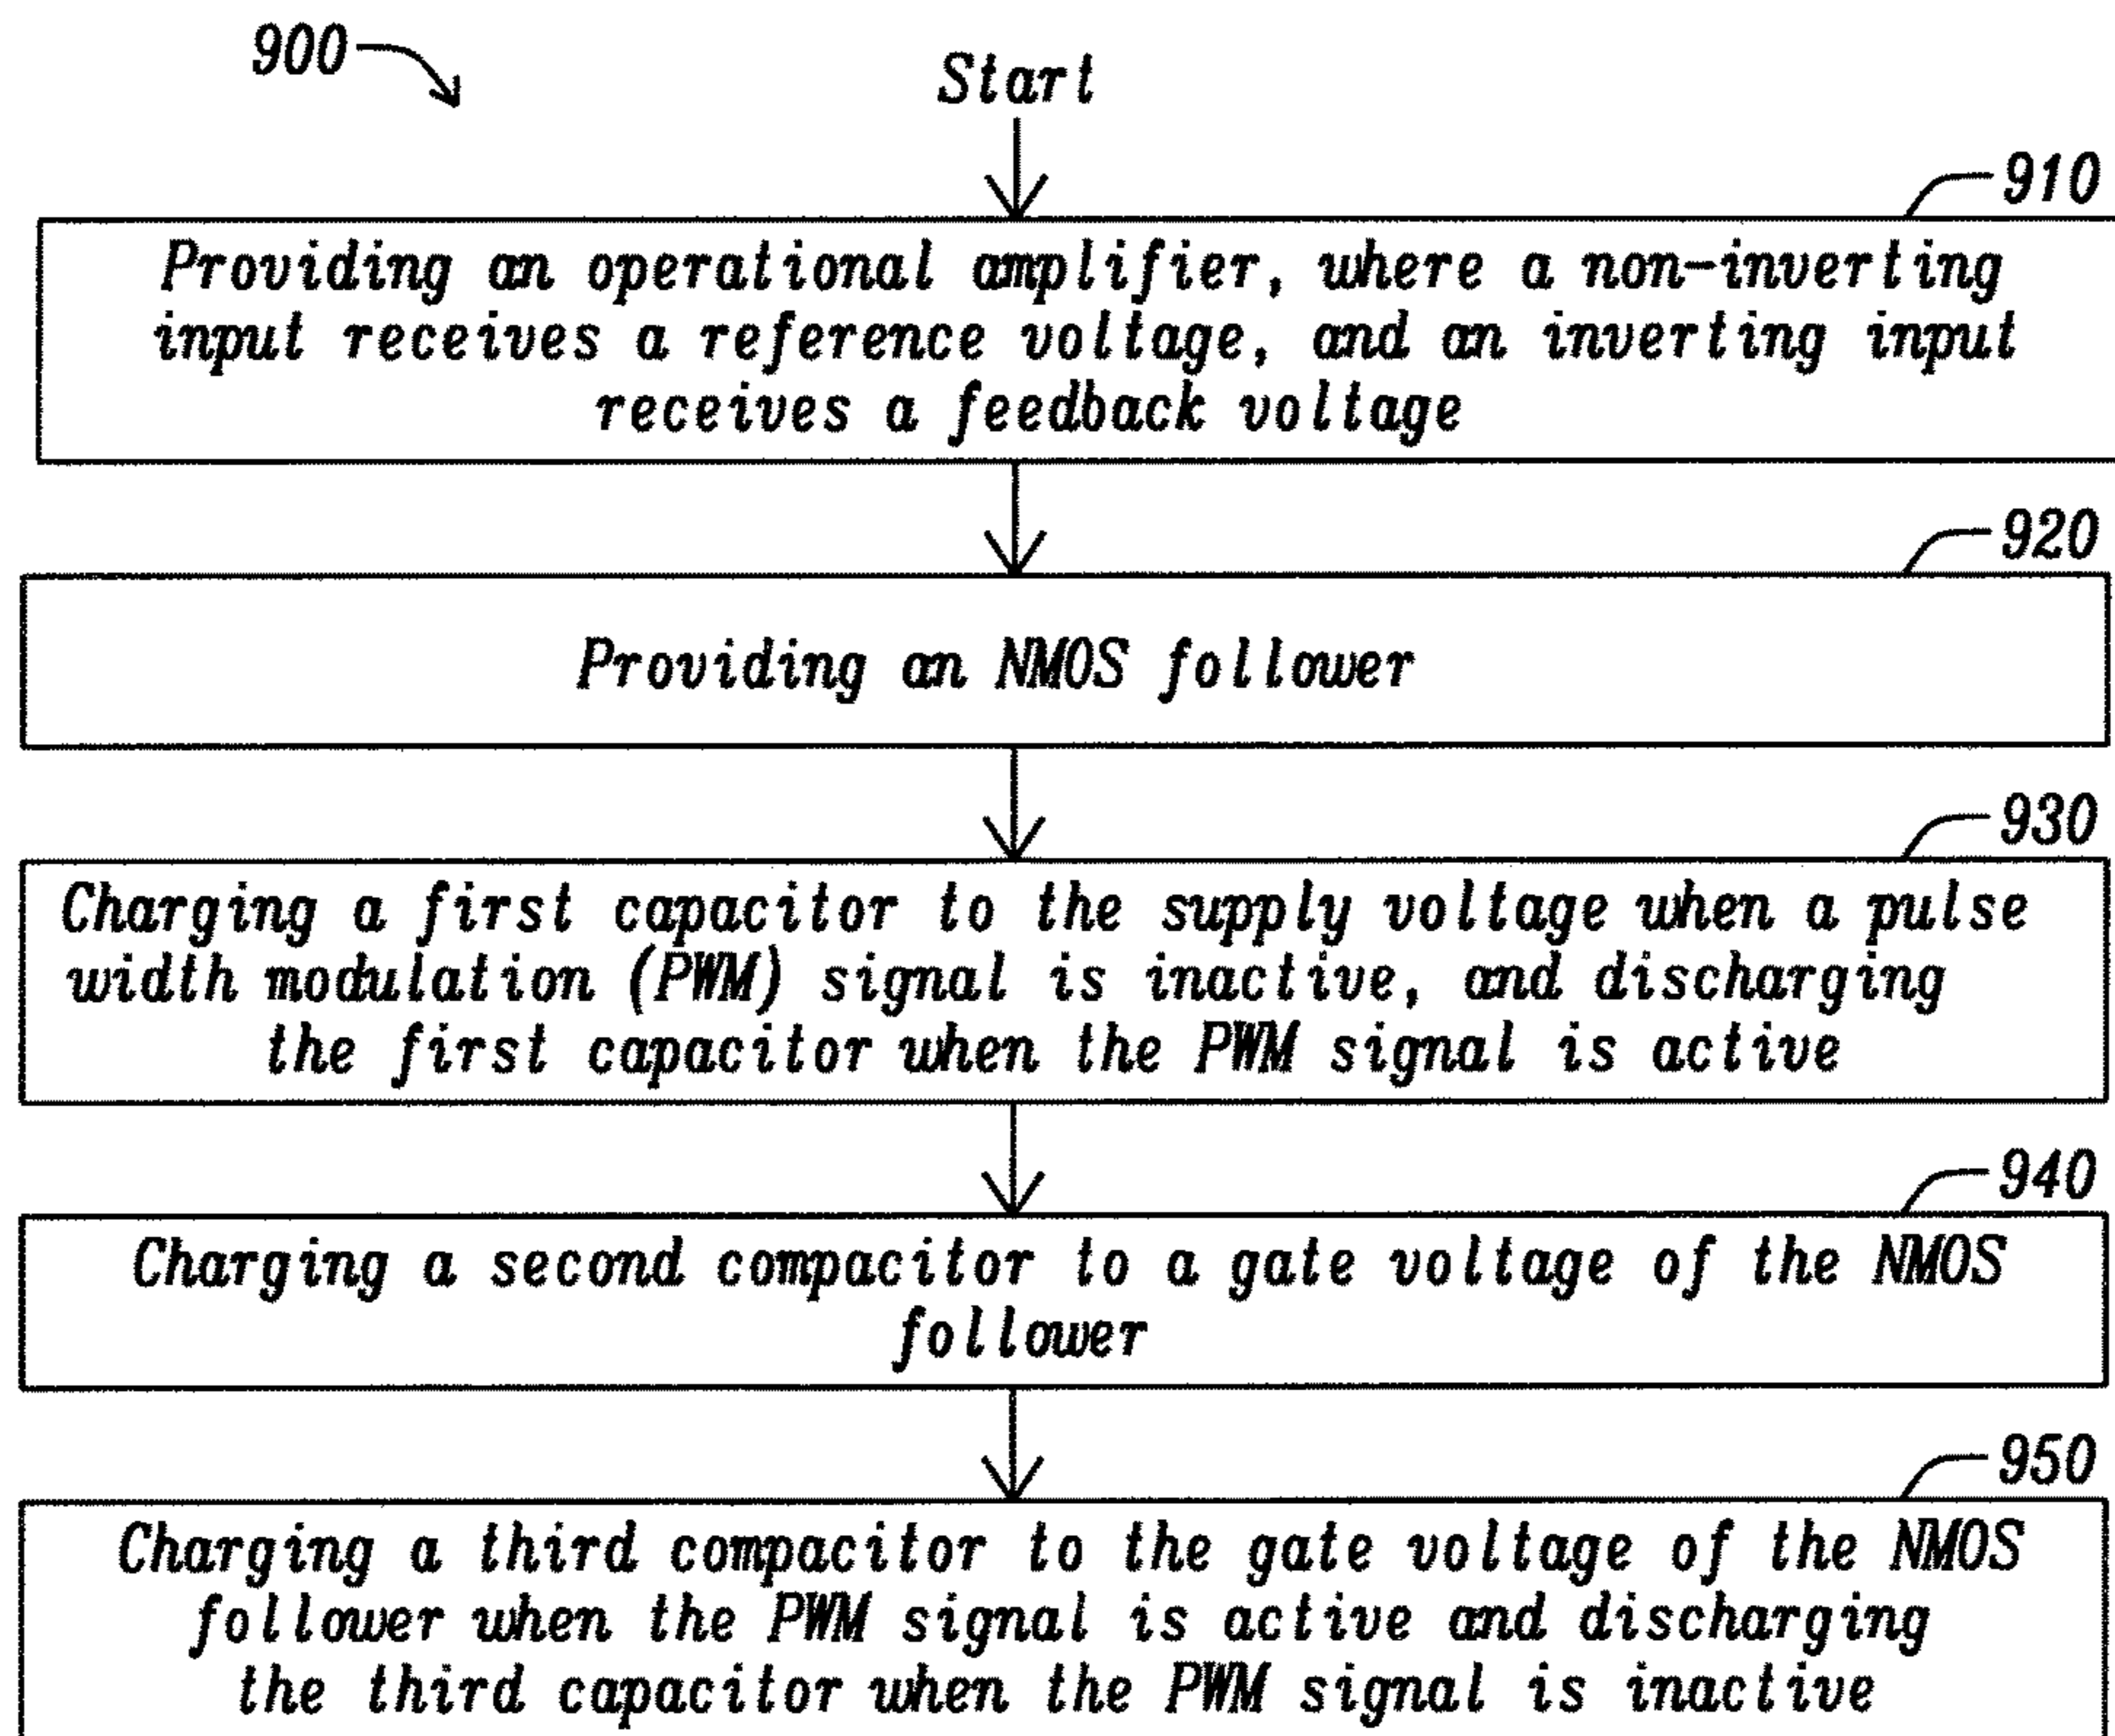 900
Start
910
Providing an operational amplifier, where a non-inverting
input receives a reference voltage, and an inverting input
receives a feedback voltage
920
Providing an NMOS follower
930
Charging a first capacitor to the supply voltage when a pulse
width modulation (PWM) signal is inactive, and discharging
the first capacitor when the PWM signal is active
940
Charging a second compacitor to a gate voltage of the NMOS
follower
950
Charging a third compacitor to the gate voltage of the NMOS
follower when the PWM signal is active and discharging
the third capacitor when the PWM signal is inactive